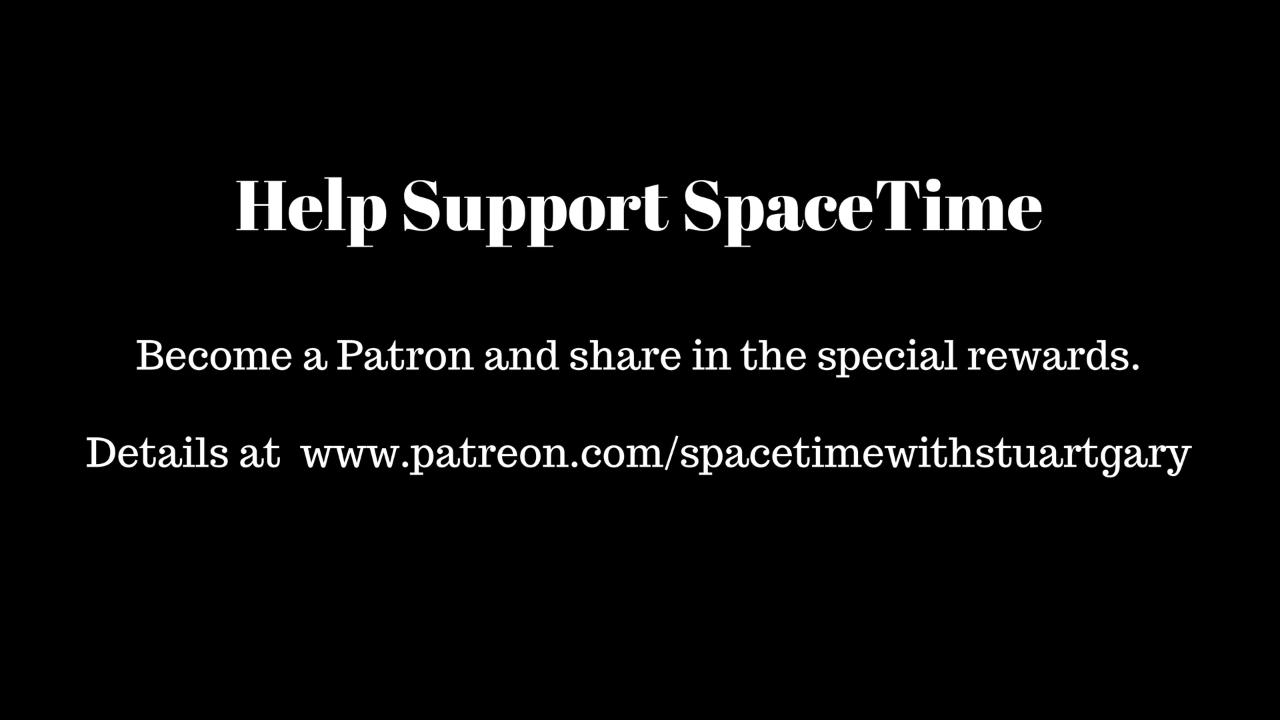 Help Support SpaceTime
Become a Patron and share in the special rewards.
Details at  www.patreon.com/spacetimewithstuartgary